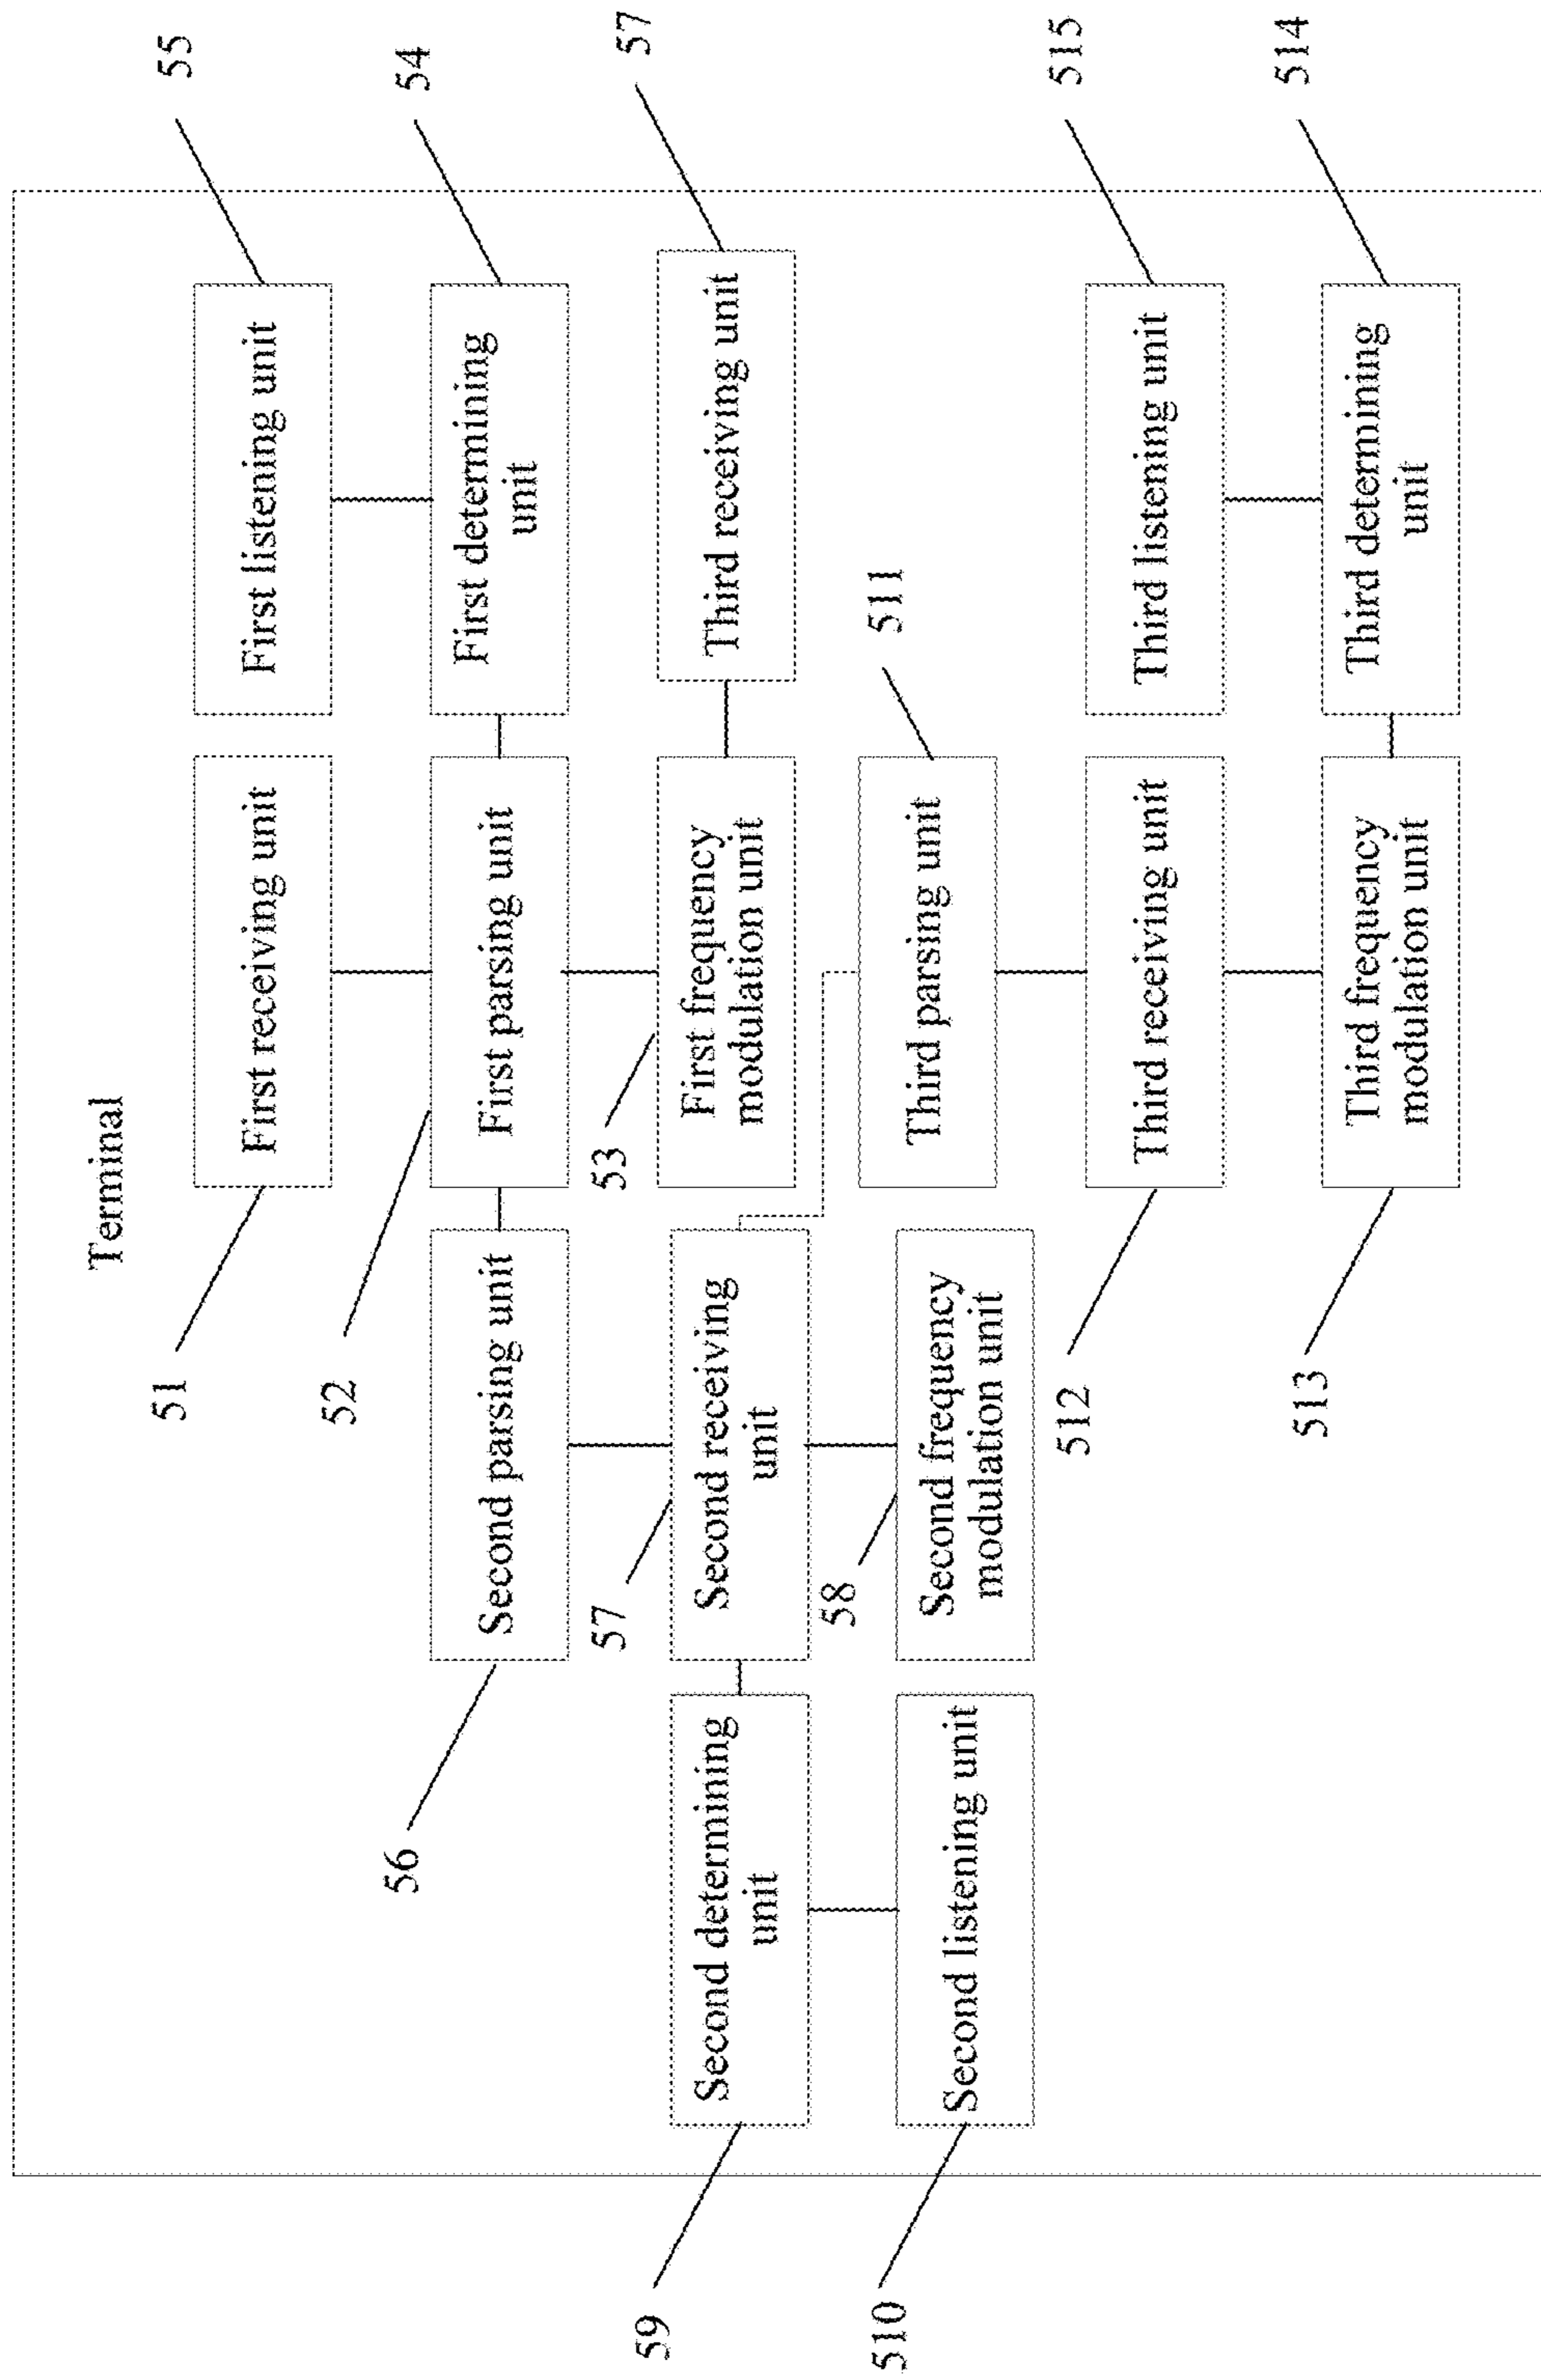 Terminal
51
First receiving unit
First listening unit
55
52
56
Second parsing unit
First parsing unit
First determining
unit
54
53
57
Second determining
unit
59
Second receiving
unit
First frequency
modulation unit
Third receiving unit
57
58
511
Second listening unit
510
Second frequency
modulation unit
Third parsing unit
512
Third receiving unit
Third listening unit
515
513
Third frequency
modulation unit
Third determining
unit
514